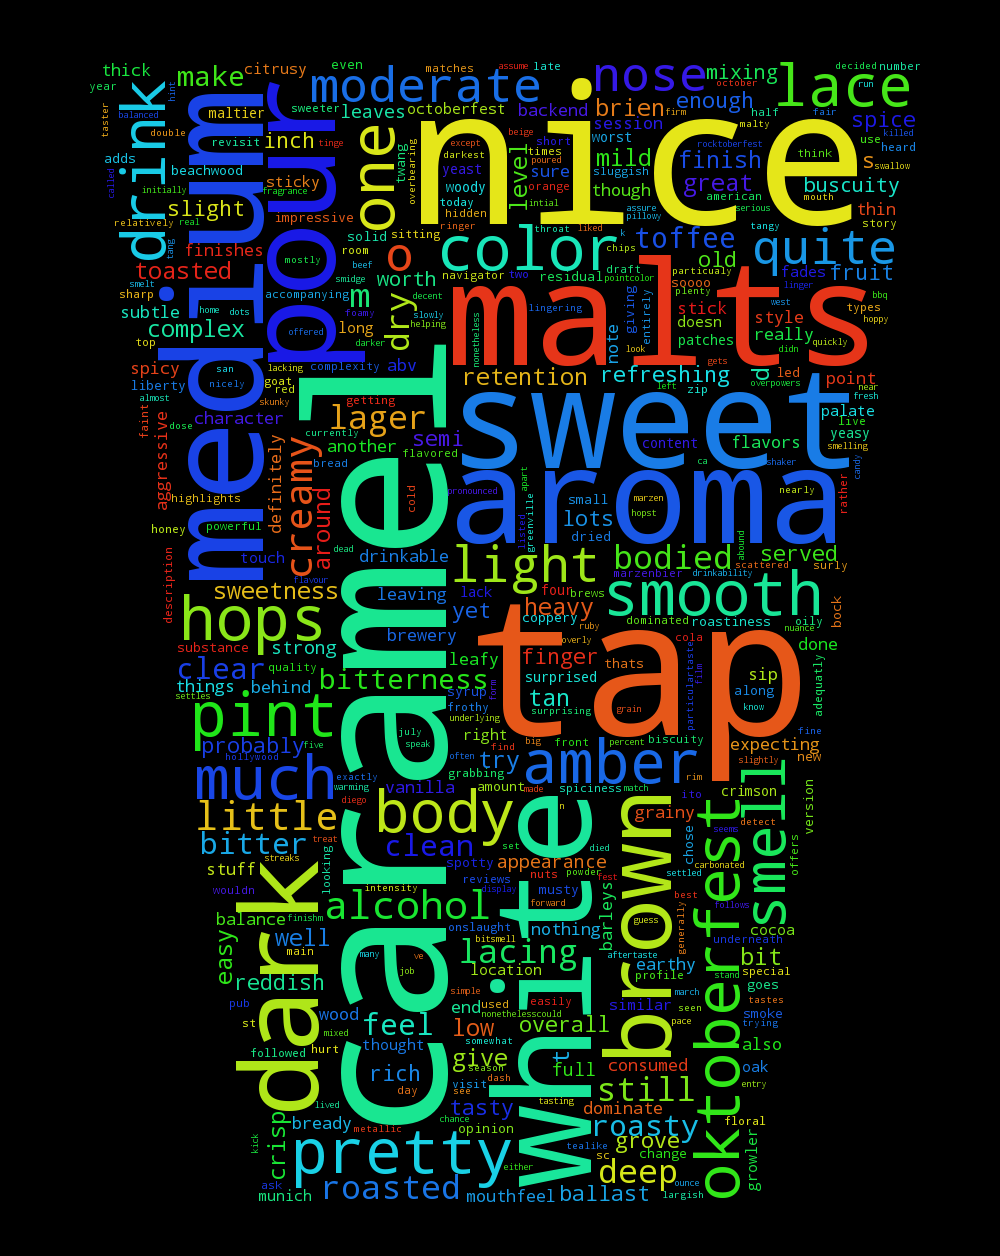 thick
make
citrusy
even
matches
assume
late
nose
mixing
lace
decided
number
year
drink
hint
medium
pour
sweeter
moderate
leaves
octoberfest
backend
brien
enough
october
run
half
fair
spice
taster
balanced
maltier
inch
one
twang
overbearing
nice
beige
short
session
firm
worst
malty
use
killed
double
tinge
revisit
darkest
except
times
rocktoberfest
think
heard
adds
beachwood
yeast
poured
sure
sluggish
mild
finish
s
swallow
called
initially
fragrance
sticky
woody
level
orange
though
great
american
buscuity
mouth
slight
impressive
today
intial
assure
serious
thin
relatively
real
hidden
pillowy
tangy
story
solid
sitting
o
color
ringer
throat
liked
k
toffee
old
quite
finishes
tang
mostly
room
beef
worth
navigator
two
residual
chips
draft
particualy
fades
fruit
toasted
smelt
smidge
pointcolor
soooo
plenty
linger
sharp
accompanying
m
dry
decent
lingering
giving
entirely
stick
west
types
bbq
subtle
home
dots
foamy
slowly
malts
doesn
style
hoppy
complex
offered
long
darker
helping
nonetheless
note
patches
really
didn
quickly
top
san
lacking
complexity
abv
look
gets
led
near
spicy
goat
retention
refreshing
left
d
point
liberty
nicely
red
zip
overpowers
fresh
almost
skunky
getting
caramel
sweet
palate
faint
dose
character
lager
live
aggressive
currently
another
semi
content
flavors
yeasy
creamy
bread
flavored
ca
shaker
smelling
highlights
definitely
around
cold
pronounced
aroma
apart
small
marzen
nearly
candy
rather
honey
powerful
listed
greenville
lots
hopst
description
touch
dead
drinkable
dried
abound
scattered
flavour
light
bodied
served
surly
sweetness
leaving
lack
four
brews
marzenbier
drinkability
smooth
bock
hops
yet
coppery
heavy
ruby
dominated
roastiness
oily
nuance
substance
strong
brewery
tap
overly
cola
done
clear
quality
leafy
finger
thats
things
behind
bitterness
surprised
sip
settles
syrup
form
tan
particulartaste
film
along
adequatly
pint
frothy
surprising
grain
know
underlying
probably
five
july
right
big
front
percent
biscuity
expecting
fine
hollywood
speak
often
find
try
amber
slightly
new
much
exactly
warming
grabbing
rim
smell
vanilla
amount
spiciness
match
ito
crimson
little
diego
body
made
n
grainy
version
bitter
treat
clean
set
died
chose
detect
seems
carbonated
offers
streaks
spotty
appearance
settled
stuff
dark
looking
intensity
reviews
nuts
powder
fest
brown
wouldn
display
musty
best
follows
balance
finishm
alcohol
forward
barleys
guess
generally
oktoberfest
cocoa
easy
well
onslaught
nothing
underneath
main
bitsmell
lacing
aftertaste
bit
many
ve
white
earthy
stand
special
reddish
job
location
profile
goes
tastes
pub
wood
simple
end
used
easily
similar
march
seen
smoke
st
mixed
feel
nonethelesscould
pace
trying
hurt
low
overall
followed
thought
somewhat
t
also
rich
give
full
consumed
oak
day
visit
season
dash
still
entry
lived
see
tasty
tasting
dominate
crisp
bready
chance
roasty
floral
metallic
opinion
grove
kick
pretty
tealike
change
growler
either
sc
deep
ask
roasted
ounce
munich
mouthfeel
ballast
largish